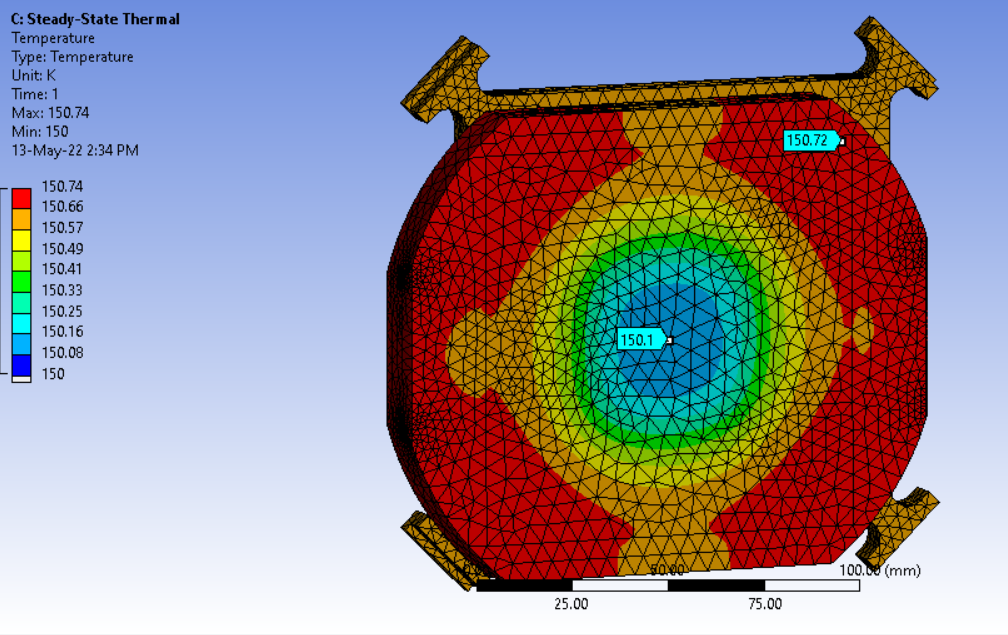 C: Steady-State Thermal
Temperature
Type: Temperature
Unit: K
Time: 1
Max: 150.74
Min: 150
13-May-22 2:34 PM
150.74
150.66
150.57
150.49
150.41
150.33
150.25
150.16
150.08
150
150.72
150.1
50.00
100.00 (mm)
25.00
75.00